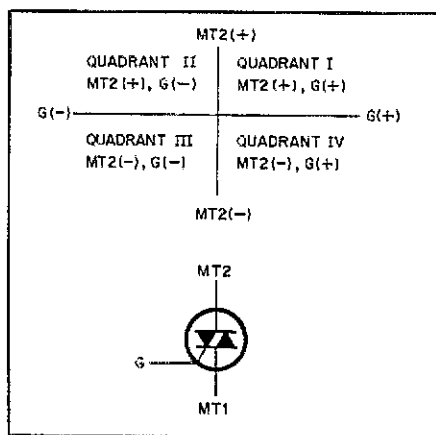 MT2(+)
QUADRANT II
MT2(+), G(−)
QUADRANT I
MT2(+), G(+)
G(−)
G(+)
QUADRANT III
MT2(−), G(−)
QUADRANT IV
MT2(−), G(+)
MT2(−)
MT2
G
MT1